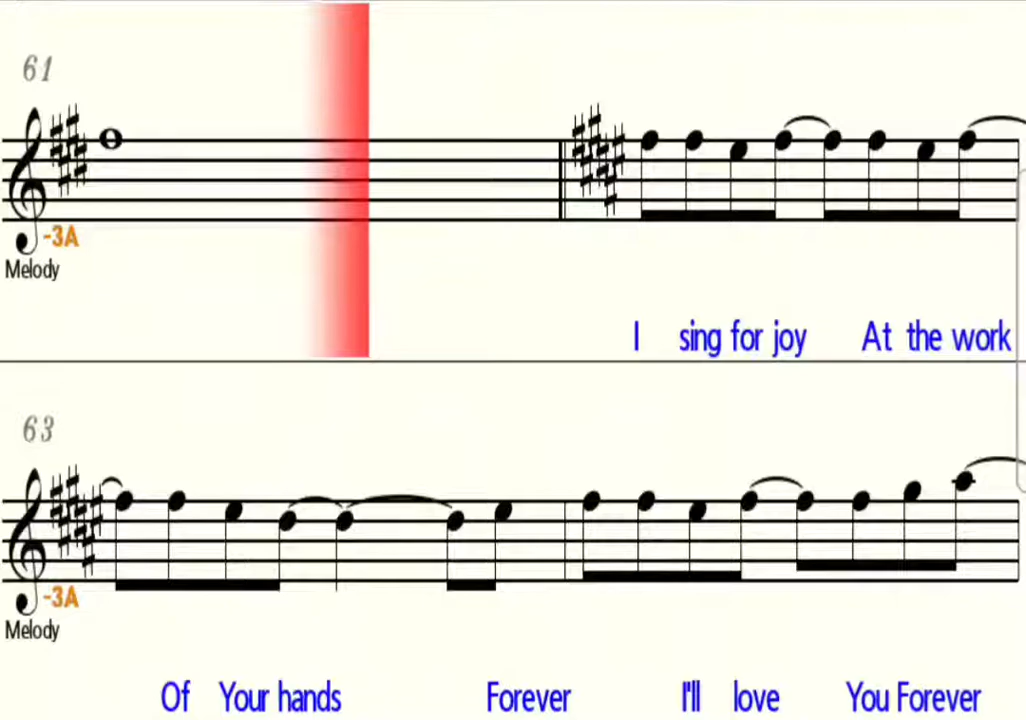 61
-3A
Melody
I sing for joy At the work
63
-3A
Melody
Of Your hands Forever I'll love You Forever